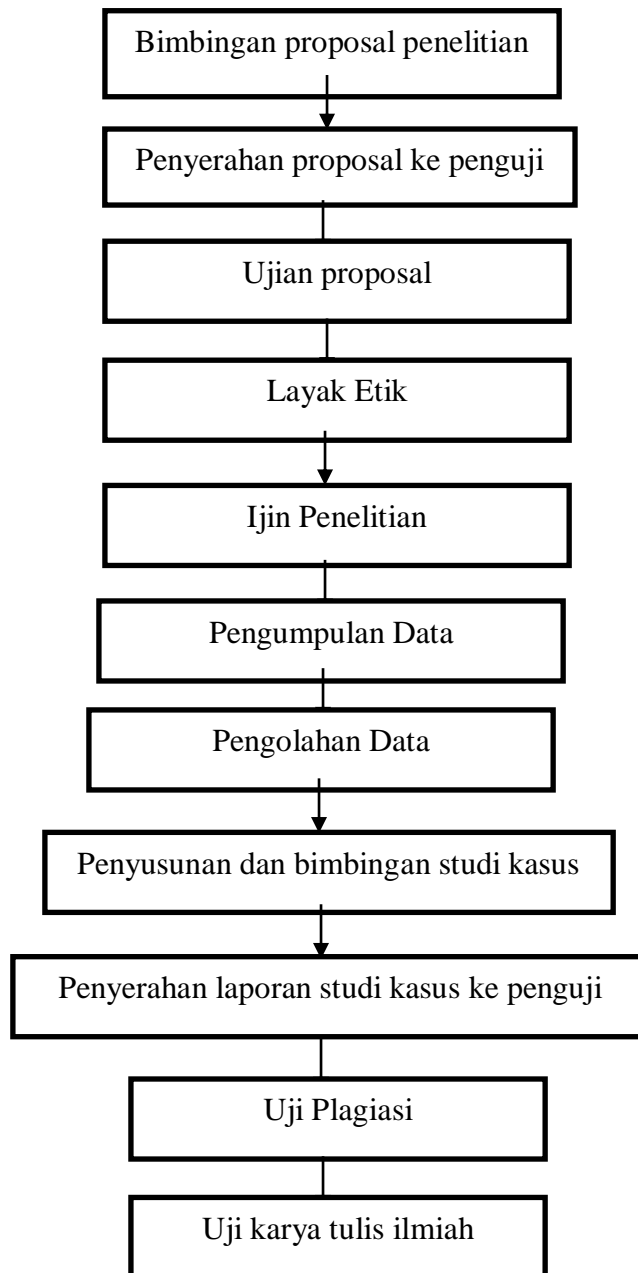 Bimbingan proposal penelitian
Penyerahan proposal ke penguji
Ujian proposal
Layak Etik
Ijin Penelitian
Pengumpulan Data
Pengolahan Data
Penyusunan dan bimbingan studi kasus
Penyerahan laporan studi kasus ke penguji
Uji Plagiasi
Uji karya tulis ilmiah